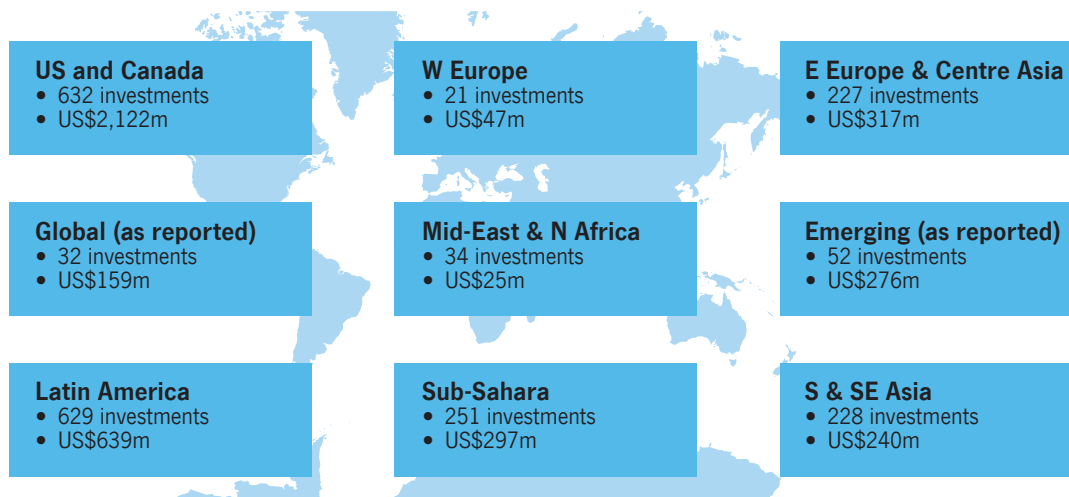 US and Canada
• 632 investments
• US$2,122m
W Europe
• 21 investments
• US$47m
E Europe & Centre Asia
• 227 investments
• US$317m
Global (as reported)
• 32 investments
• US$159m
Mid-East & N Africa
• 34 investments
• US$25m
Emerging (as reported)
• 52 investments
• US$276m
Latin America
• 629 investments
• US$639m
Sub-Sahara
• 251 investments
• US$297m
S & SE Asia
• 228 investments
• US$240m